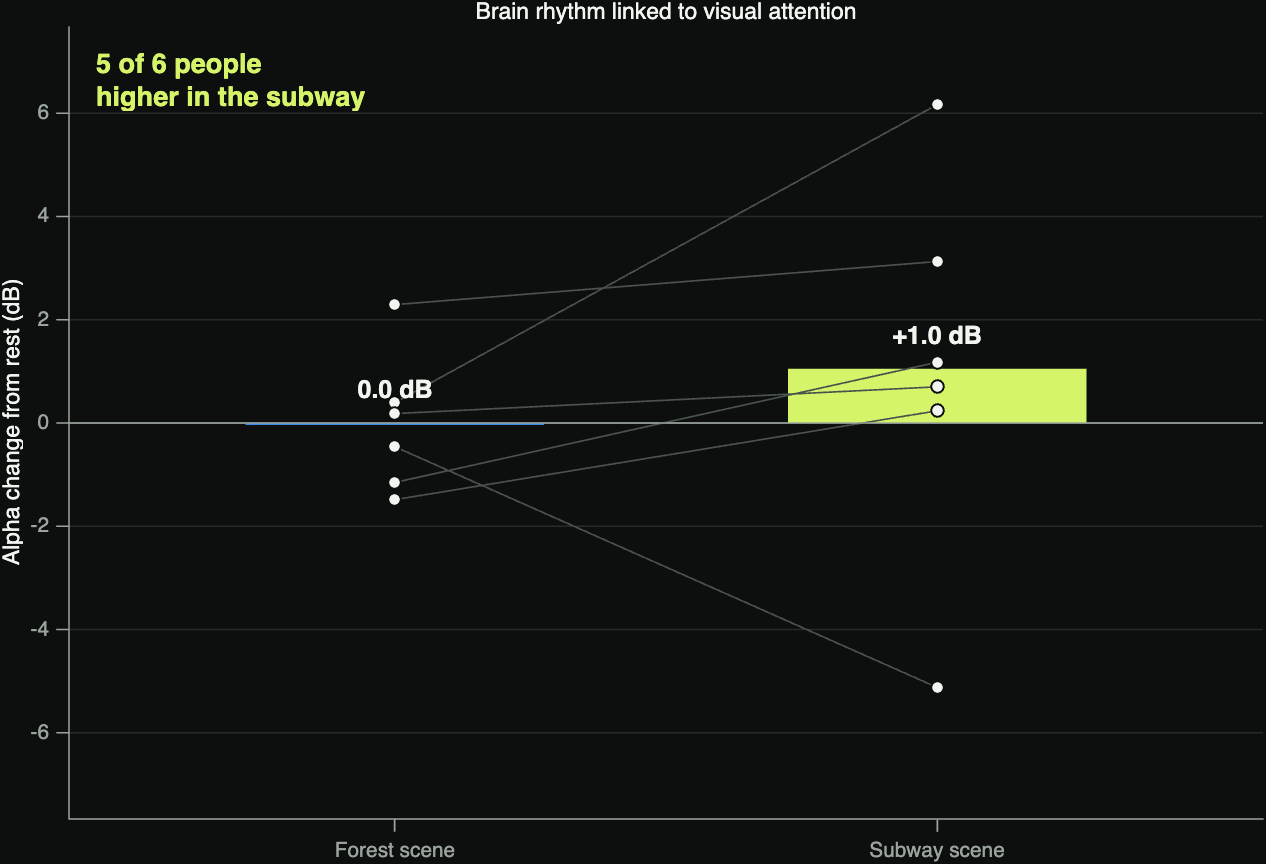 Brain rhythm linked to visual attention
5 of 6 people
higher in the subway
Alpha change from rest (dB)
6
4
2
0
-2
-4
-6
0.0 dB
+1.0 dB
Forest scene
Subway scene